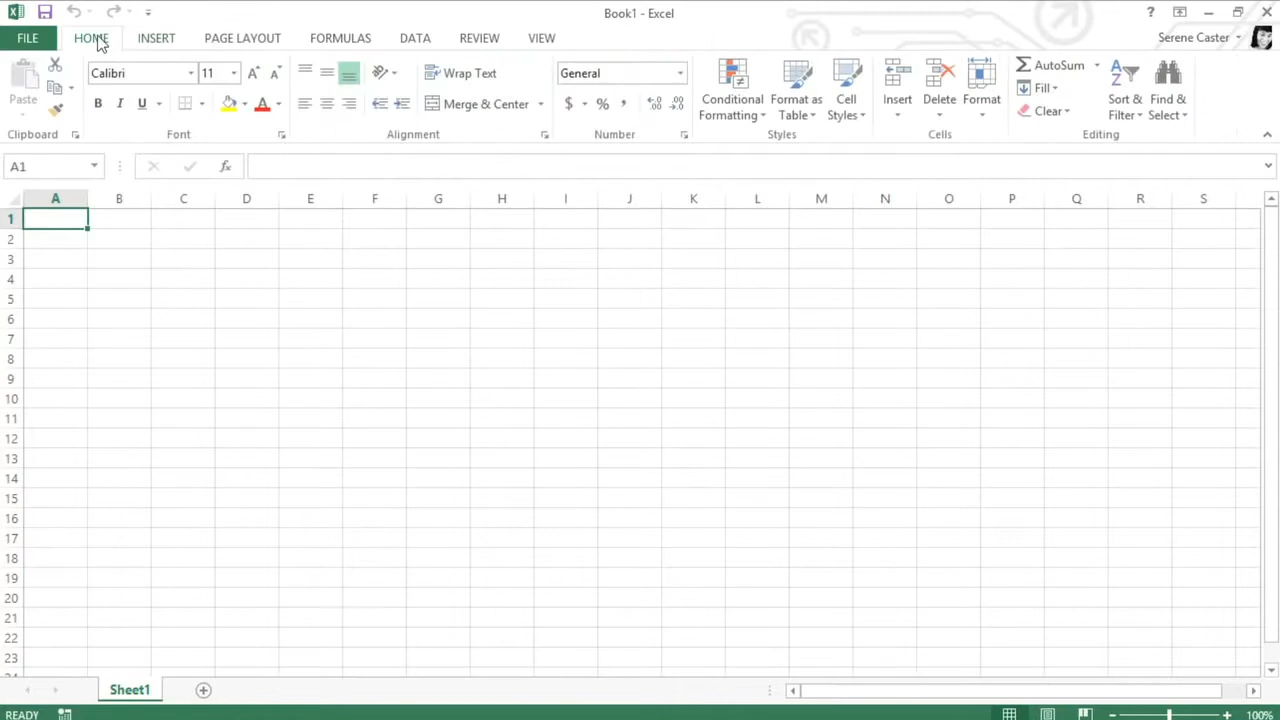 Book1 - Excel
?
FILE HOME INSERT PAGE LAYOUT FORMULAS DATA REVIEW VIEW Serene Caster
Paste
Calibri 11
B I U
Wrap Text
Merge & Center
General
$ % ,
Conditional Formatting
Format as Table
Cell Styles
Insert
Delete
Format
AutoSum
Fill
Clear
Sort & Filter
Find & Select
Clipboard Font Alignment Number Styles Cells Editing
A1 fx
A B C D E F G H I J K L M N O P Q R S
1
2
3
4
5
6
7
8
9
10
11
12
13
14
15
16
17
18
19
20
21
22
23
Sheet1
READY 100%